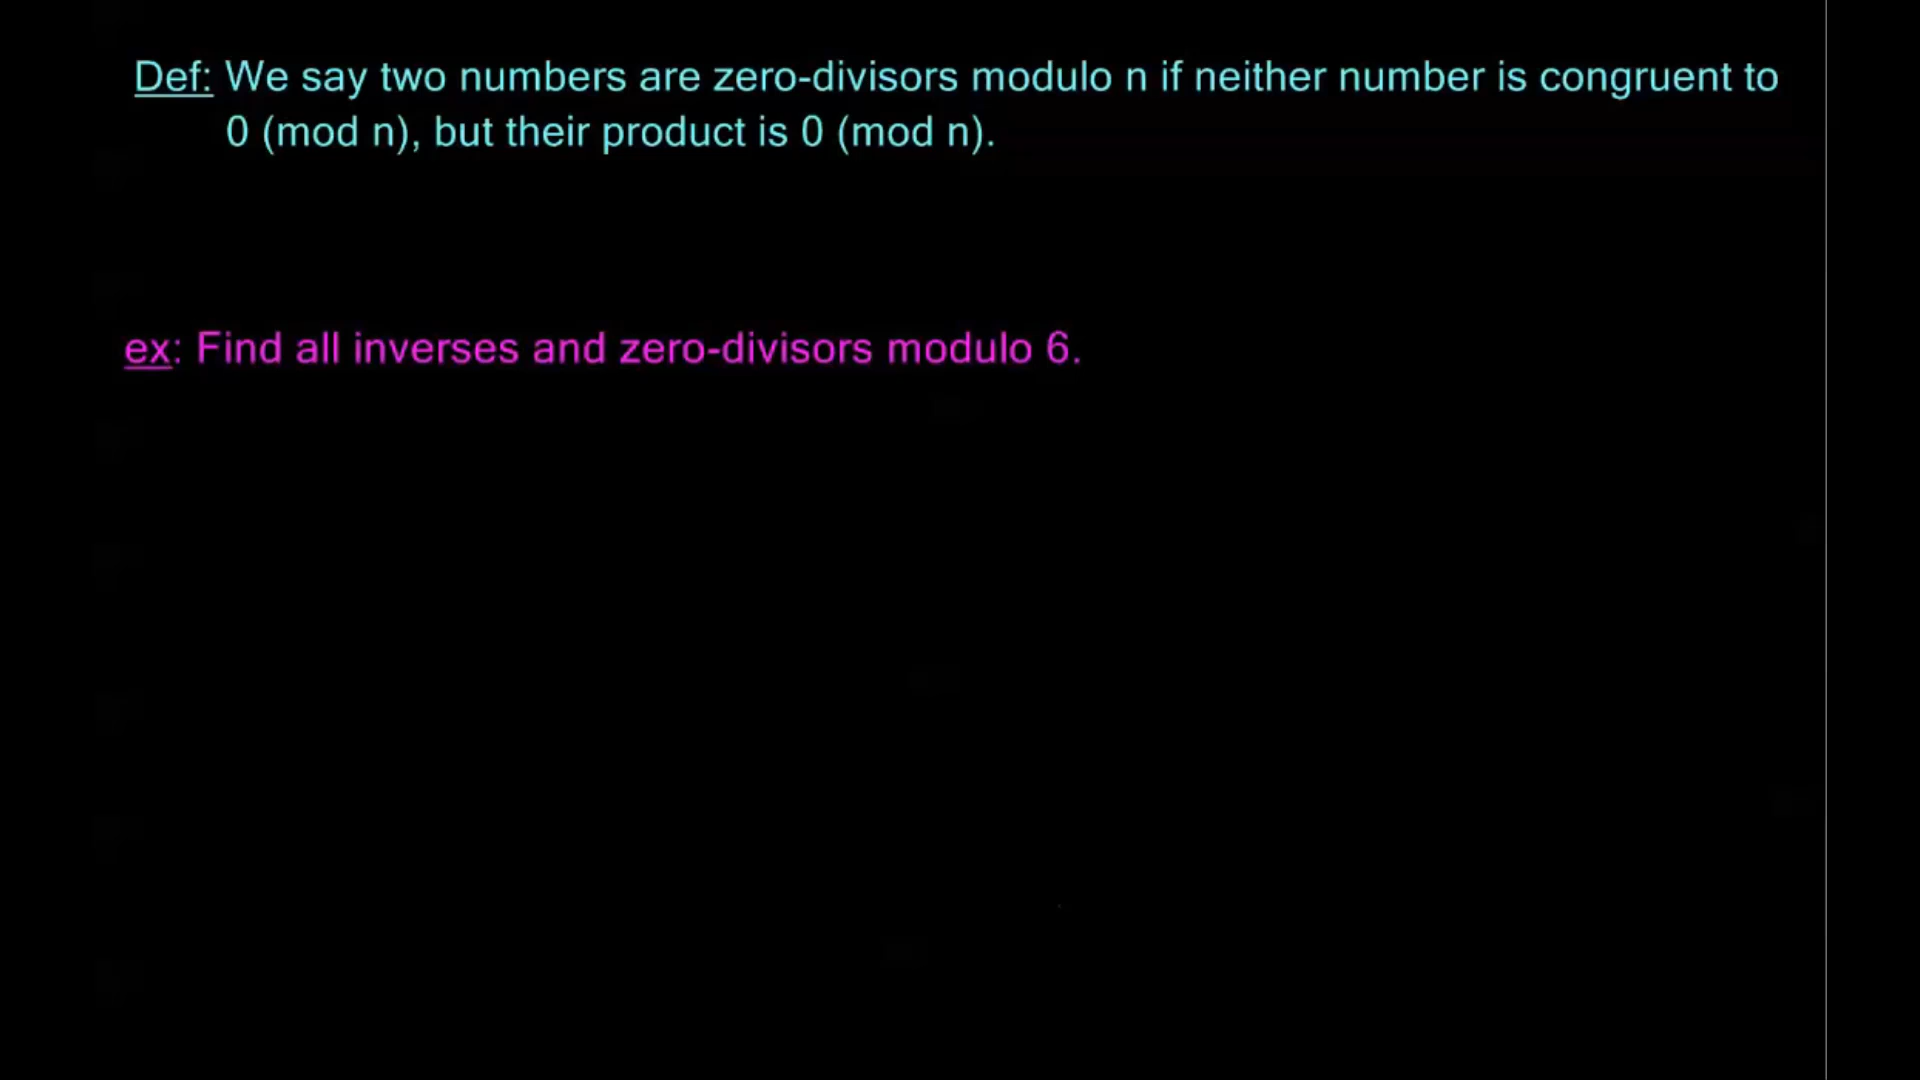 Def: We say two numbers are zero-divisors modulo n if neither number is congruent to
0 (mod n), but their product is 0 (mod n).
ex: Find all inverses and zero-divisors modulo 6.